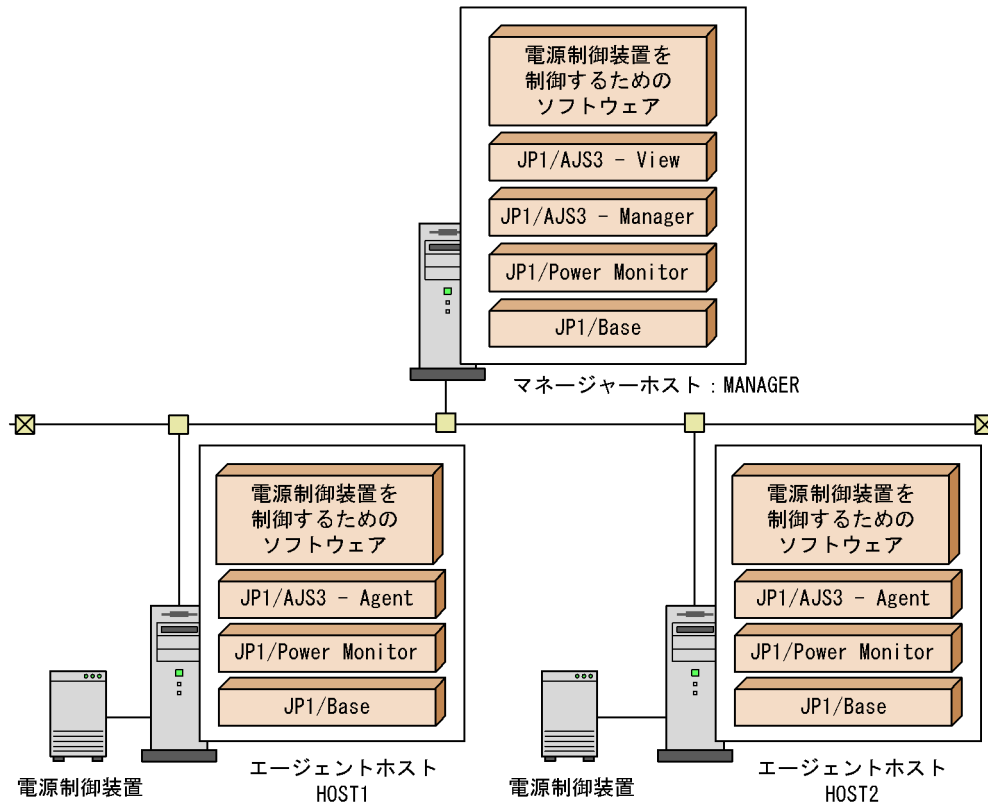 電源制御装置を
制御するための
ソフトウェア
JP1/AJS3 - View
JP1/AJS3 - Manager
JP1/Power Monitor
JP1/Base
マネージャーホスト：MANAGER
電源制御装置を
制御するための
ソフトウェア
JP1/AJS3 - Agent
JP1/Power Monitor
JP1/Base
電源制御装置
エージェントホスト
HOST1
電源制御装置を
制御するための
ソフトウェア
JP1/AJS3 - Agent
JP1/Power Monitor
JP1/Base
電源制御装置
エージェントホスト
HOST2